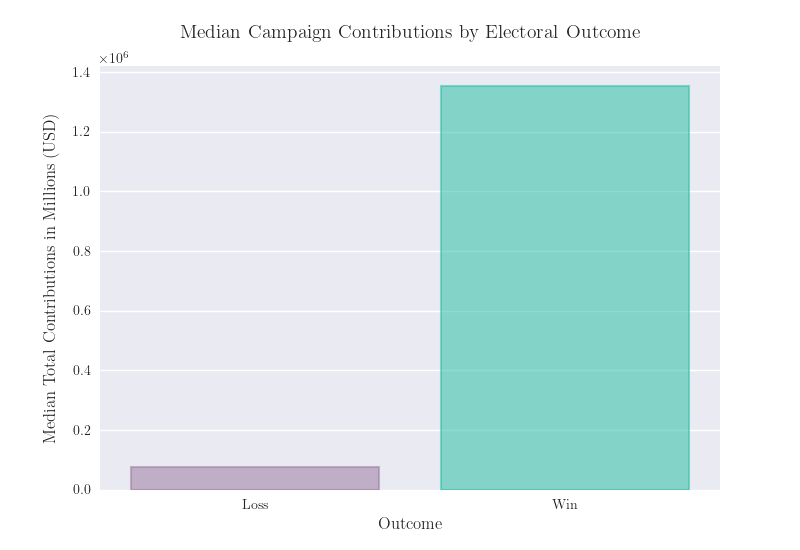 Median Campaign Contributions by Electoral Outcome
×10⁶
1.4
1.2
1.0
0.8
0.6
0.4
0.2
0.0
Median Total Contributions in Millions (USD)
Loss Win
Outcome